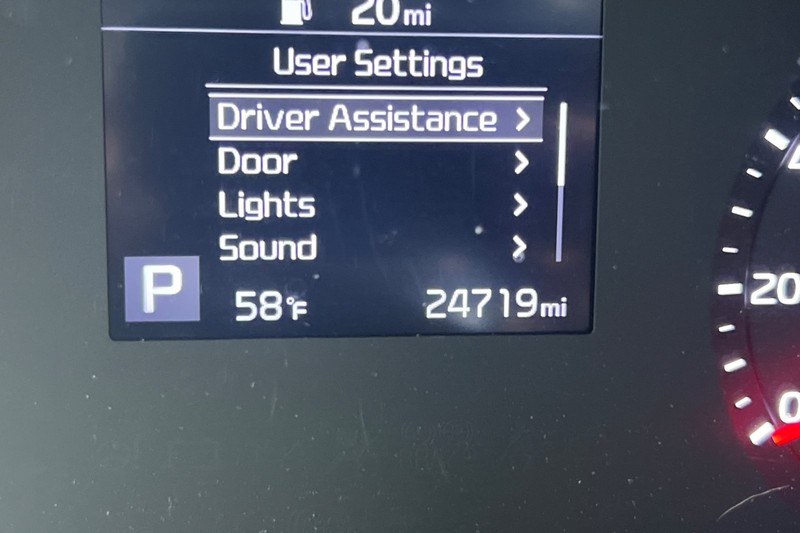 20mi
User Settings
Driver Assistance >
Door >
Lights >
Sound >
P
58°F
24719mi
20
0